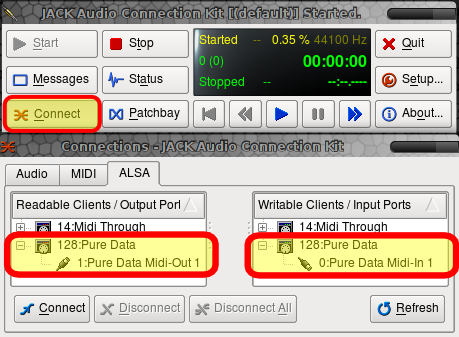 JACK Audio Connection Kit [(default)] Started.
Start
Stop
Started -- 0.35 % 44100 Hz
Quit
0 (0) 00:00:00
Messages
Status
Stopped -- --:--.----
Setup...
Connect
Patchbay
About...
Connections - JACK Audio Connection Kit
Audio MIDI ALSA
Readable Clients / Output Port
Writable Clients / Input Ports
14:Midi Through
14:Midi Through
128:Pure Data
128:Pure Data
1:Pure Data Midi-Out 1
0:Pure Data Midi-In 1
Connect
Disconnect
Disconnect All
Refresh